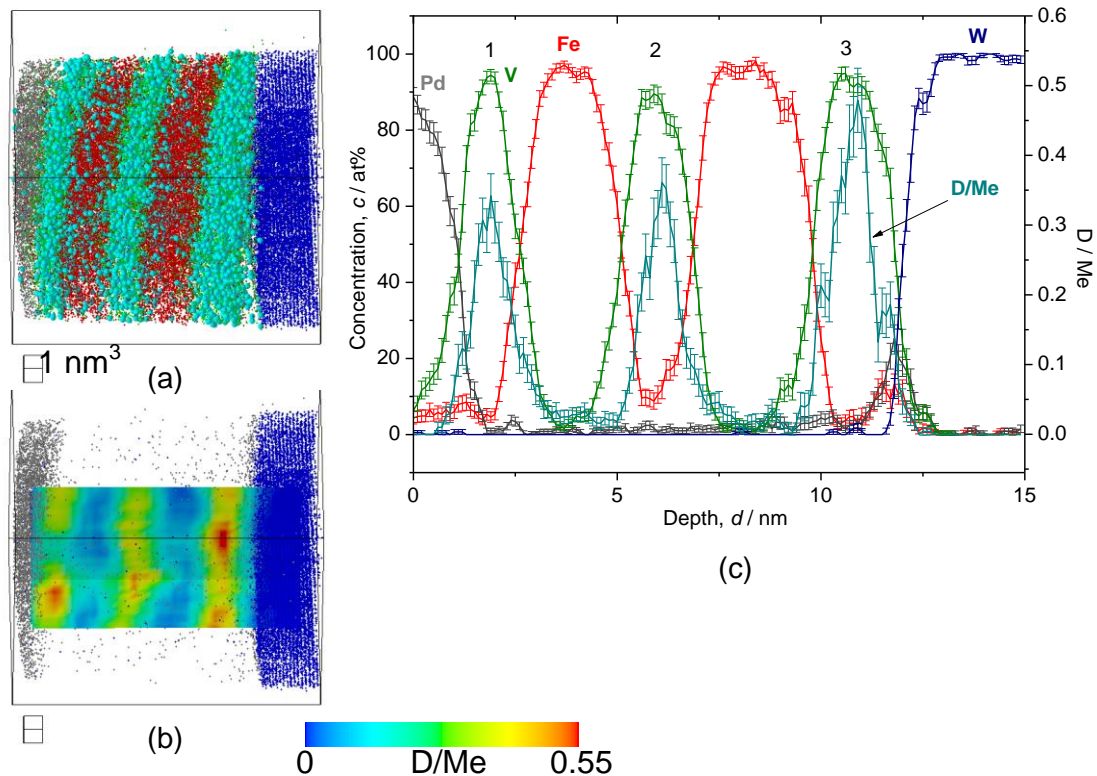 1 nm³
(a)
(b)
0 D/Me 0.55
1 2 3
Pd V Fe W
D/Me
Concentration, c / at%
100
80
60
40
20
0
D / Me
0.6
0.5
0.4
0.3
0.2
0.1
0.0
0 5 10 15
Depth, d / nm
(c)